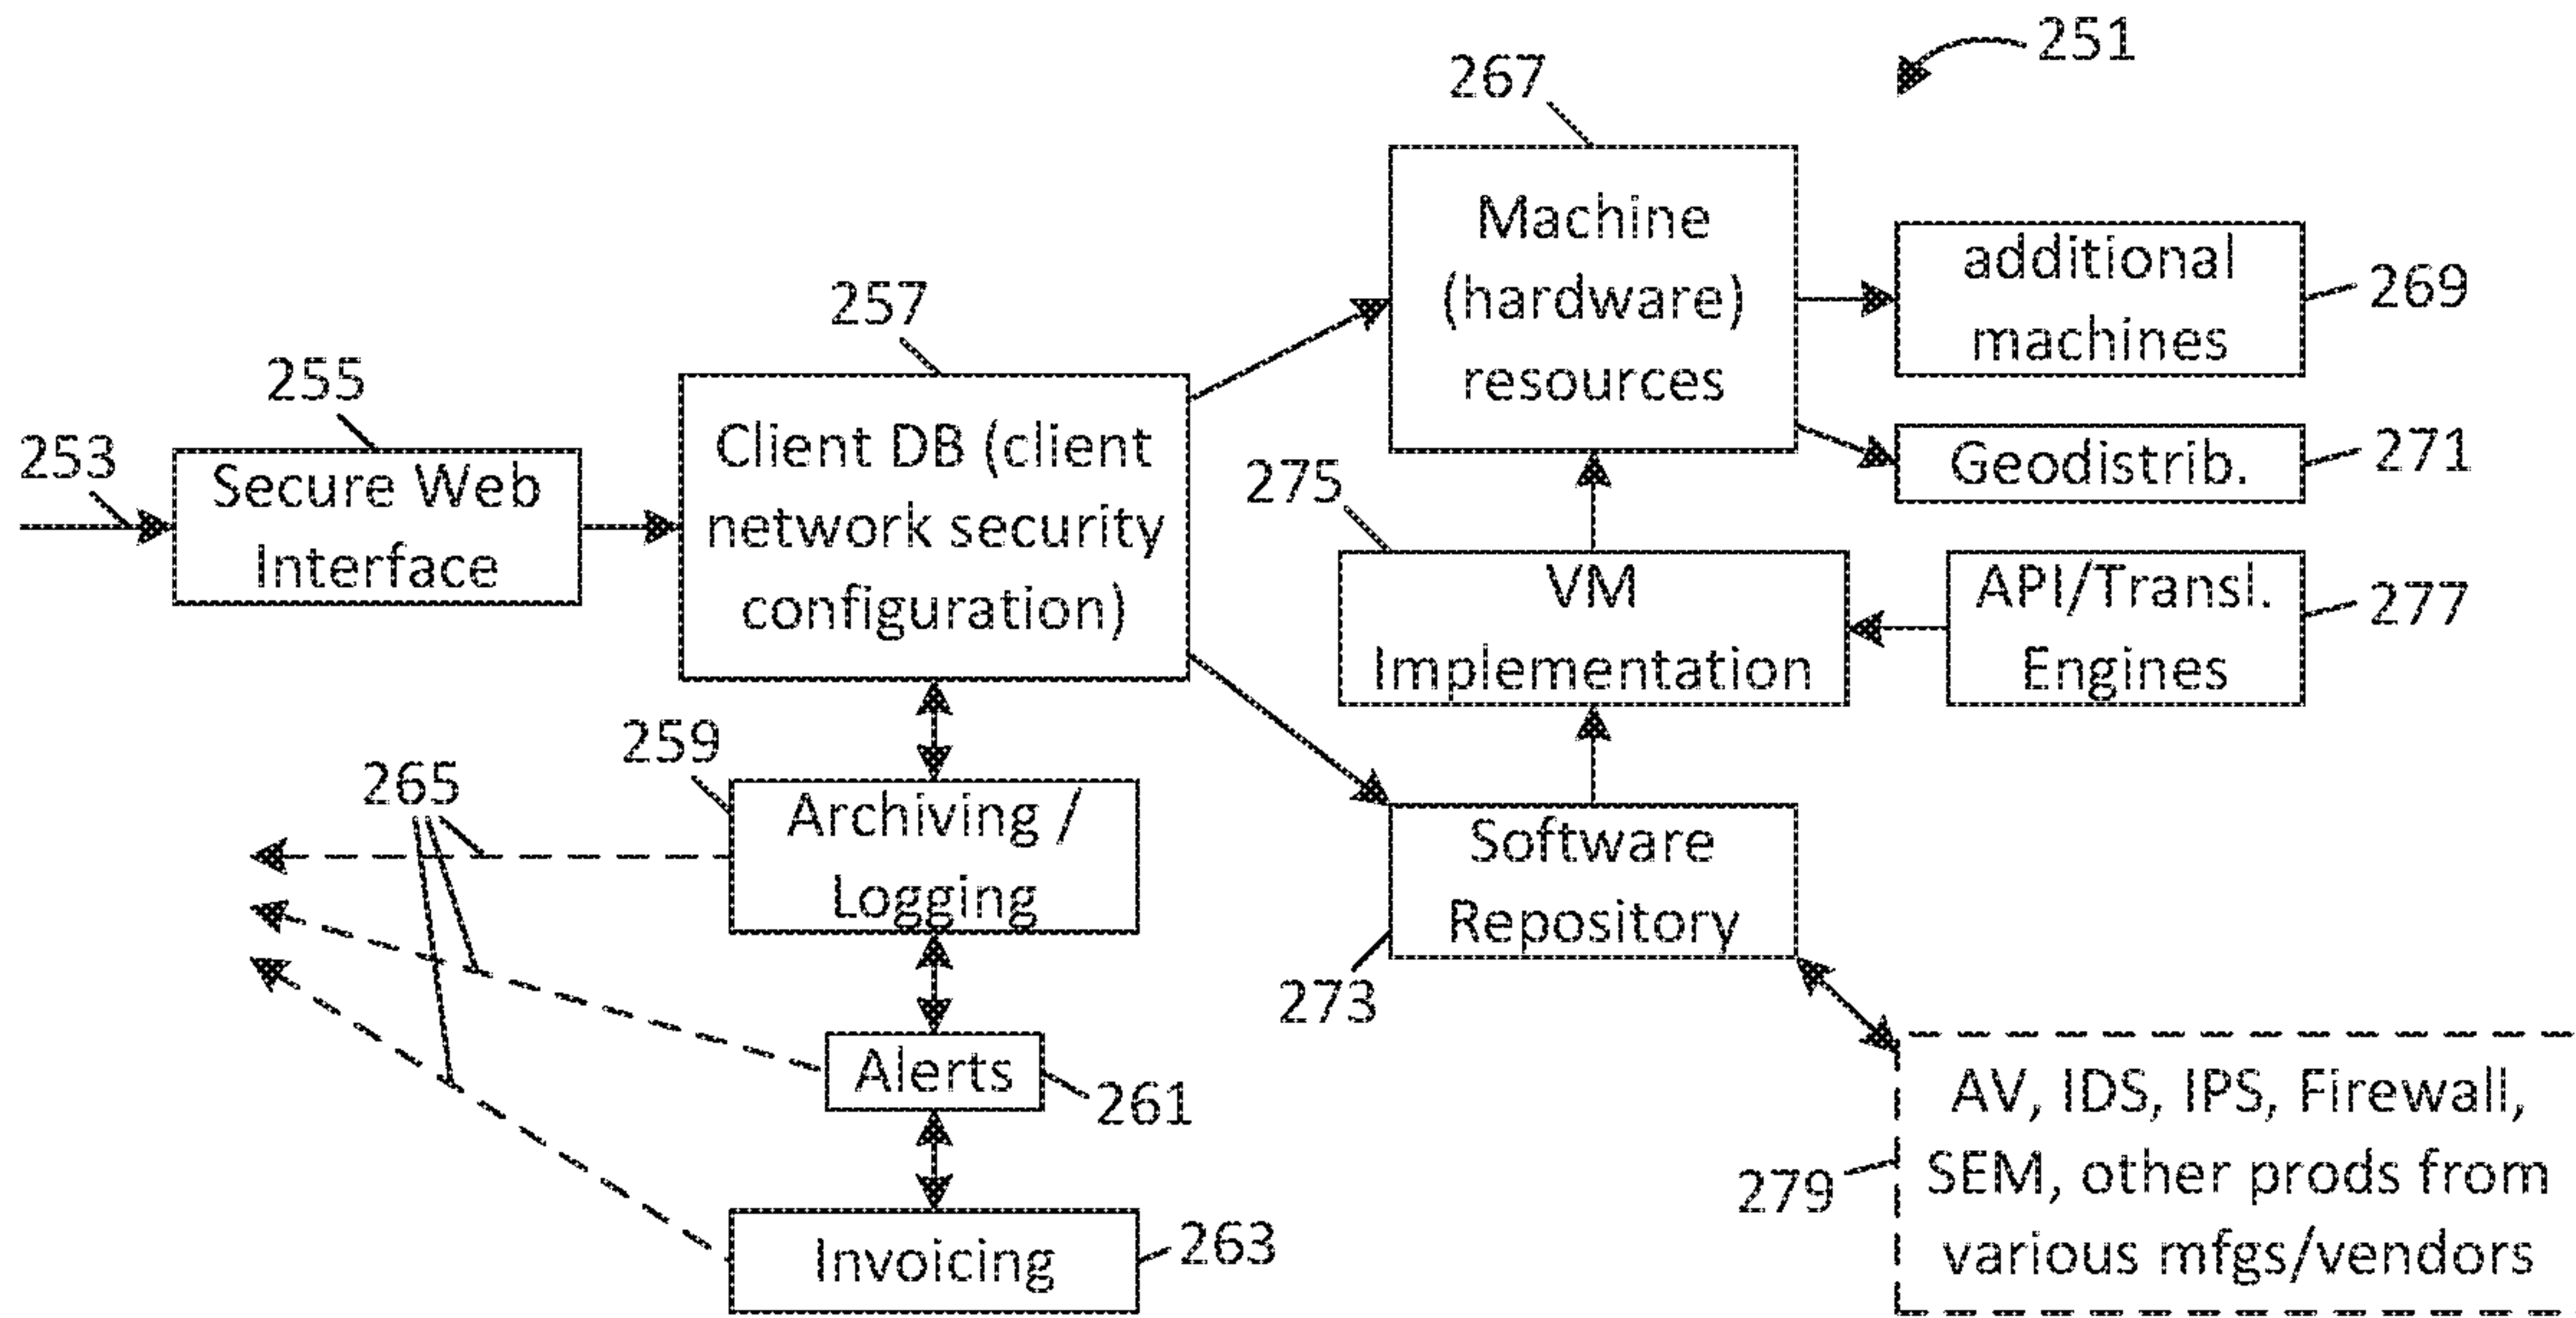 251
267
Machine
(hardware)
resources
additional
machines
269
257
Client DB (client
network security
configuration)
255
253
Secure Web
Interface
Geodistrib.
271
275
VM
Implementation
API/Transl.
Engines
277
259
265
Archiving /
Logging
Software
Repository
273
Alerts
261
AV, IDS, IPS, Firewall,
SEM, other prods from
various mfgs/vendors
279
Invoicing
263